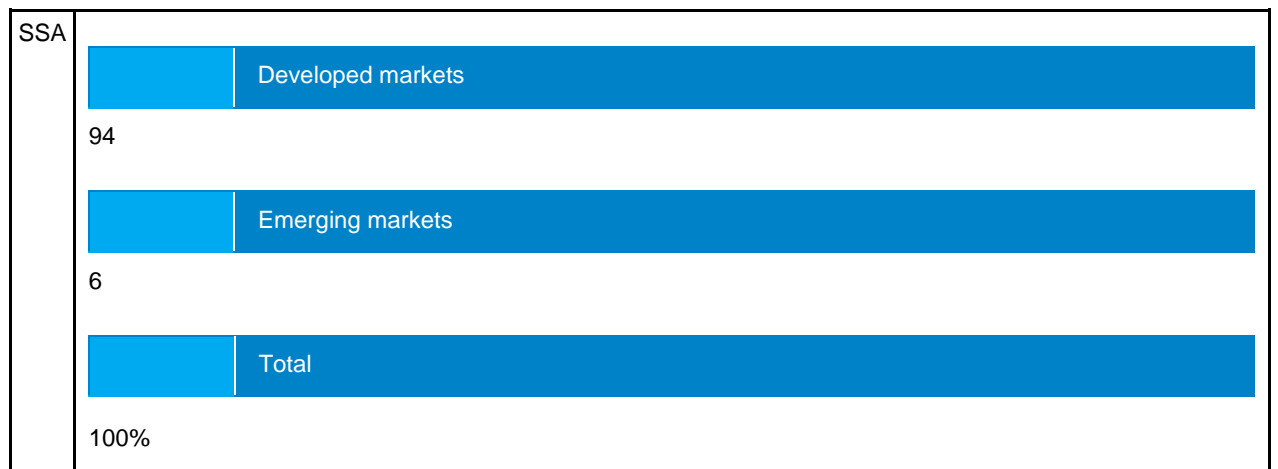 SSA
Developed markets
94
Emerging markets
6
Total
100%